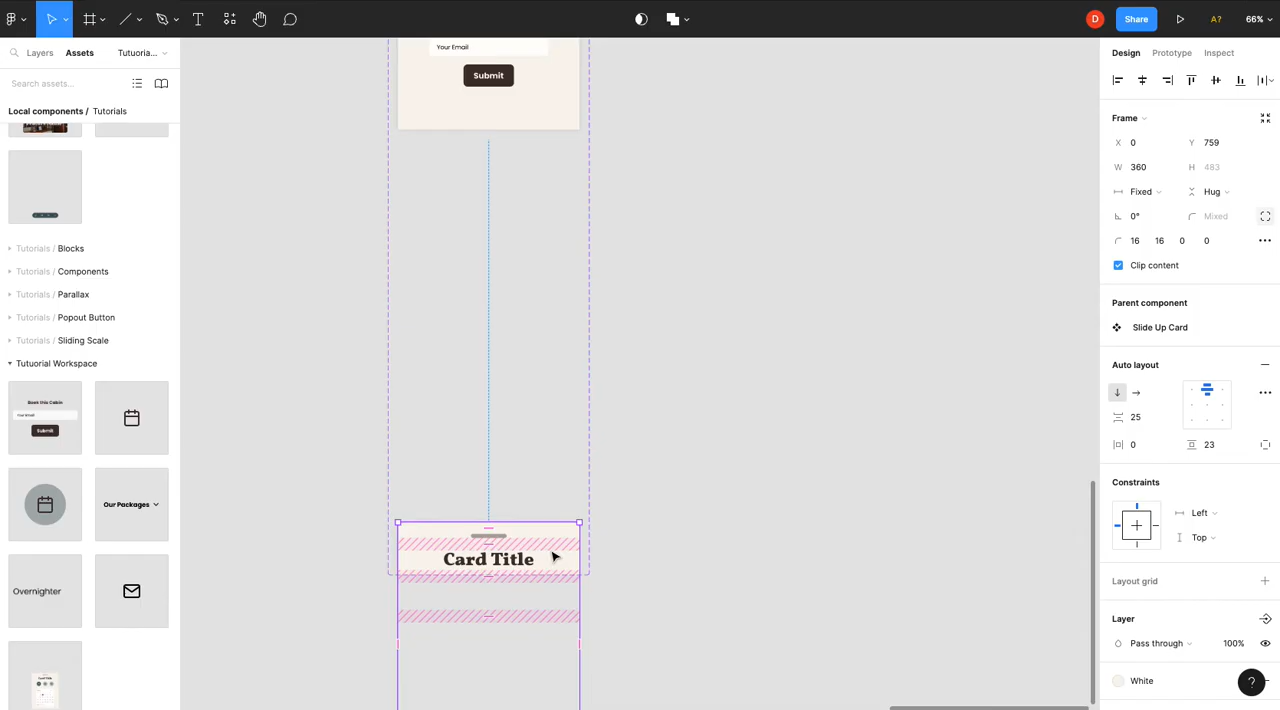 D
Share
A?
66%
Layers
Assets
Tutuoria...
Search assets...
Local components / Tutorials
Tutorials / Blocks
Tutorials / Components
Tutorials / Parallax
Tutorials / Popout Button
Tutorials / Sliding Scale
Tutuorial Workspace
Book this Cabin
Your Email
Submit
Our Packages
Overnighter
Card Title
Your Email
Submit
Card Title
Design
Prototype
Inspect
Frame
X 0
Y 759
W 360
H 483
Fixed
Hug
0°
Mixed
16 16 0 0
Clip content
Parent component
Slide Up Card
Auto layout
25
0
23
Constraints
Left
Top
Layout grid
Layer
Pass through
100%
White
?